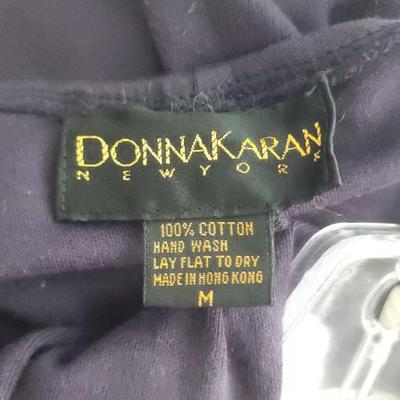 DONNAKARAN
NEW YORK
100% COTTON
HAND WASH
LAY FLAT TO DRY
MADE IN HONG KONG
M